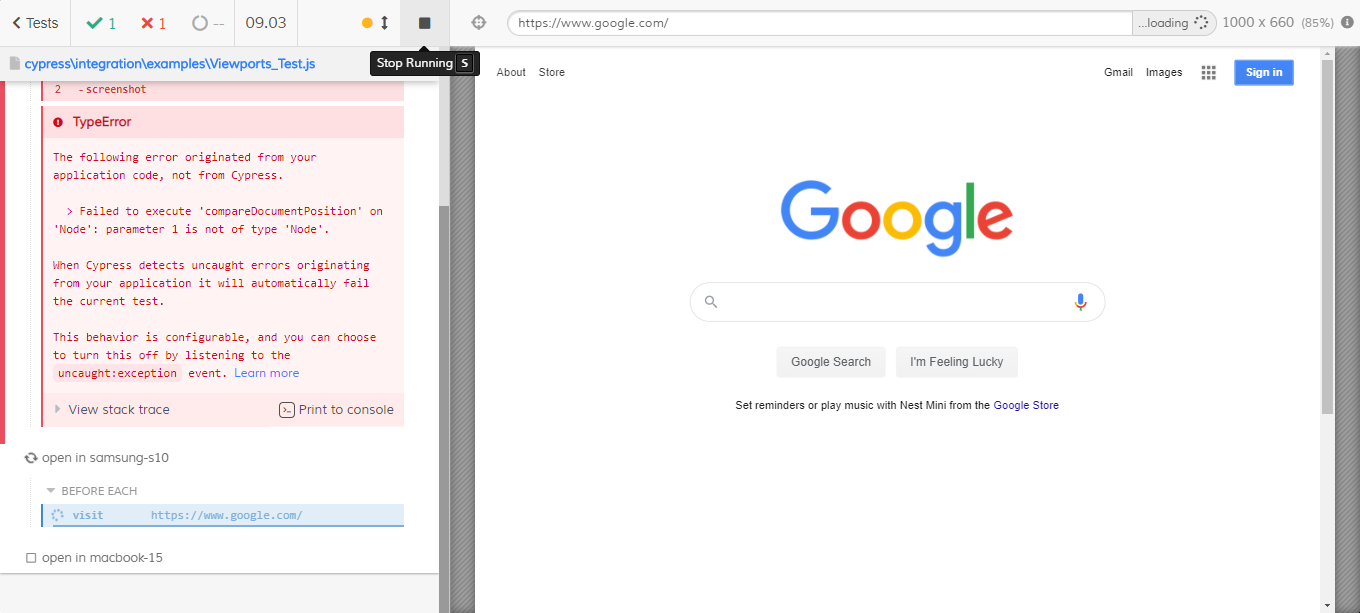 Tests 1 1 -- 09.03
https://www.google.com/ ...loading 1000 x 660 (85%)
cypress\integration\examples\Viewports_Test.js
Stop Running S
2 - screenshot
TypeError
The following error originated from your
application code, not from Cypress.
> Failed to execute 'compareDocumentPosition' on
'Node': parameter 1 is not of type 'Node'.
When Cypress detects uncaught errors originating
from your application it will automatically fail
the current test.
This behavior is configurable, and you can choose
to turn this off by listening to the
uncaught:exception event. Learn more
View stack trace Print to console
open in samsung-s10
BEFORE EACH
visit https://www.google.com/
open in macbook-15
About Store Gmail Images Sign in
Google
Google Search I'm Feeling Lucky
Set reminders or play music with Nest Mini from the Google Store